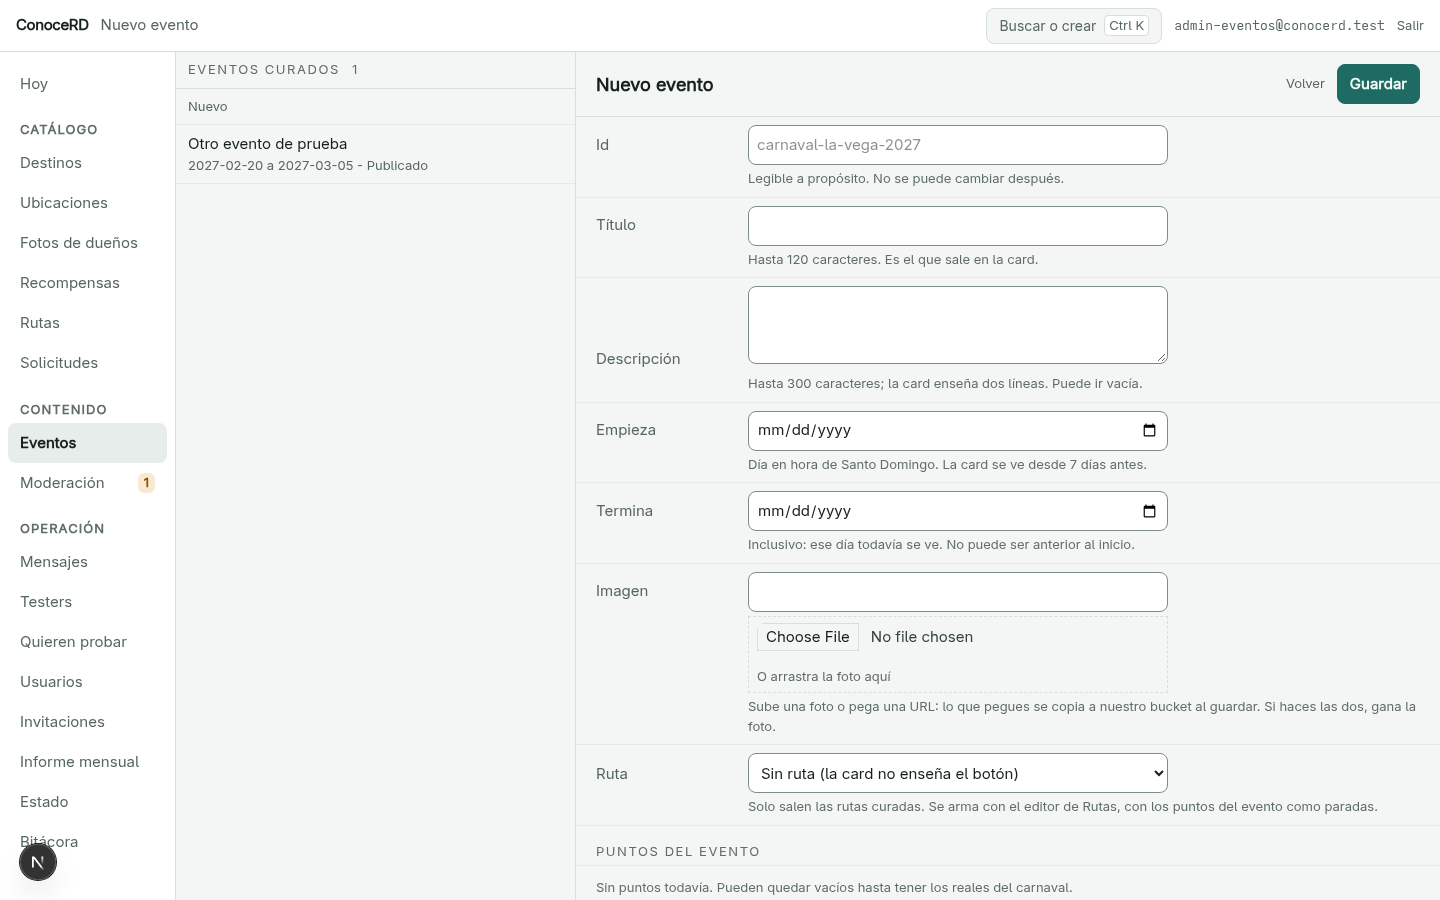 ConoceRD Nuevo evento
Buscar o crear Ctrl K admin-eventos@conocerd.test Salir
Hoy
CATÁLOGO
Destinos
Ubicaciones
Fotos de dueños
Recompensas
Rutas
Solicitudes
CONTENIDO
Eventos
Moderación 1
OPERACIÓN
Mensajes
Testers
Quieren probar
Usuarios
Invitaciones
Informe mensual
Estado
Bitácora
N
EVENTOS CURADOS 1
Nuevo
Otro evento de prueba
2027-02-20 a 2027-03-05 - Publicado
Nuevo evento
Volver Guardar
Id
carnaval-la-vega-2027
Legible a propósito. No se puede cambiar después.
Título
Hasta 120 caracteres. Es el que sale en la card.
Descripción
Hasta 300 caracteres; la card enseña dos líneas. Puede ir vacía.
Empieza
mm/dd/yyyy
Día en hora de Santo Domingo. La card se ve desde 7 días antes.
Termina
mm/dd/yyyy
Inclusivo: ese día todavía se ve. No puede ser anterior al inicio.
Imagen
Choose File No file chosen
O arrastra la foto aquí
Sube una foto o pega una URL: lo que pegues se copia a nuestro bucket al guardar. Si haces las dos, gana la
foto.
Ruta
Sin ruta (la card no enseña el botón)
Solo salen las rutas curadas. Se arma con el editor de Rutas, con los puntos del evento como paradas.
PUNTOS DEL EVENTO
Sin puntos todavía. Pueden quedar vacíos hasta tener los reales del carnaval.